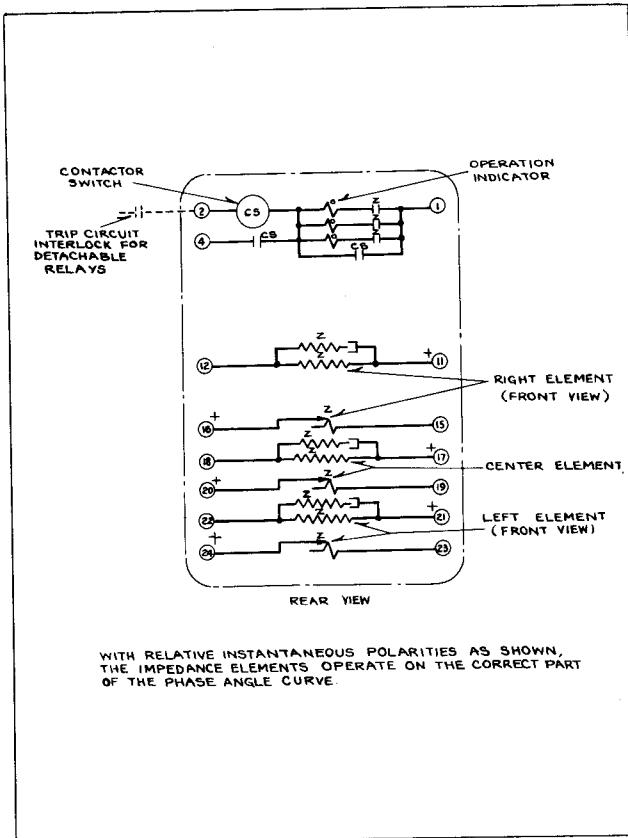 CONTACTOR
SWITCH
OPERATION
INDICATOR
2
CS
O
Z
1
O
Z
TRIP CIRCUIT
INTERLOCK FOR
DETACHABLE
RELAYS
4
CS
O
Z
CS
Z
12
Z
+
11
RIGHT ELEMENT
(FRONT VIEW)
+
16
Z
15
Z
18
Z
+
17
CENTER ELEMENT
+
20
Z
19
Z
22
Z
+
21
LEFT ELEMENT
(FRONT VIEW)
+
24
Z
23
REAR VIEW
WITH RELATIVE INSTANTANEOUS POLARITIES AS SHOWN,
THE IMPEDANCE ELEMENTS OPERATE ON THE CORRECT PART
OF THE PHASE ANGLE CURVE.